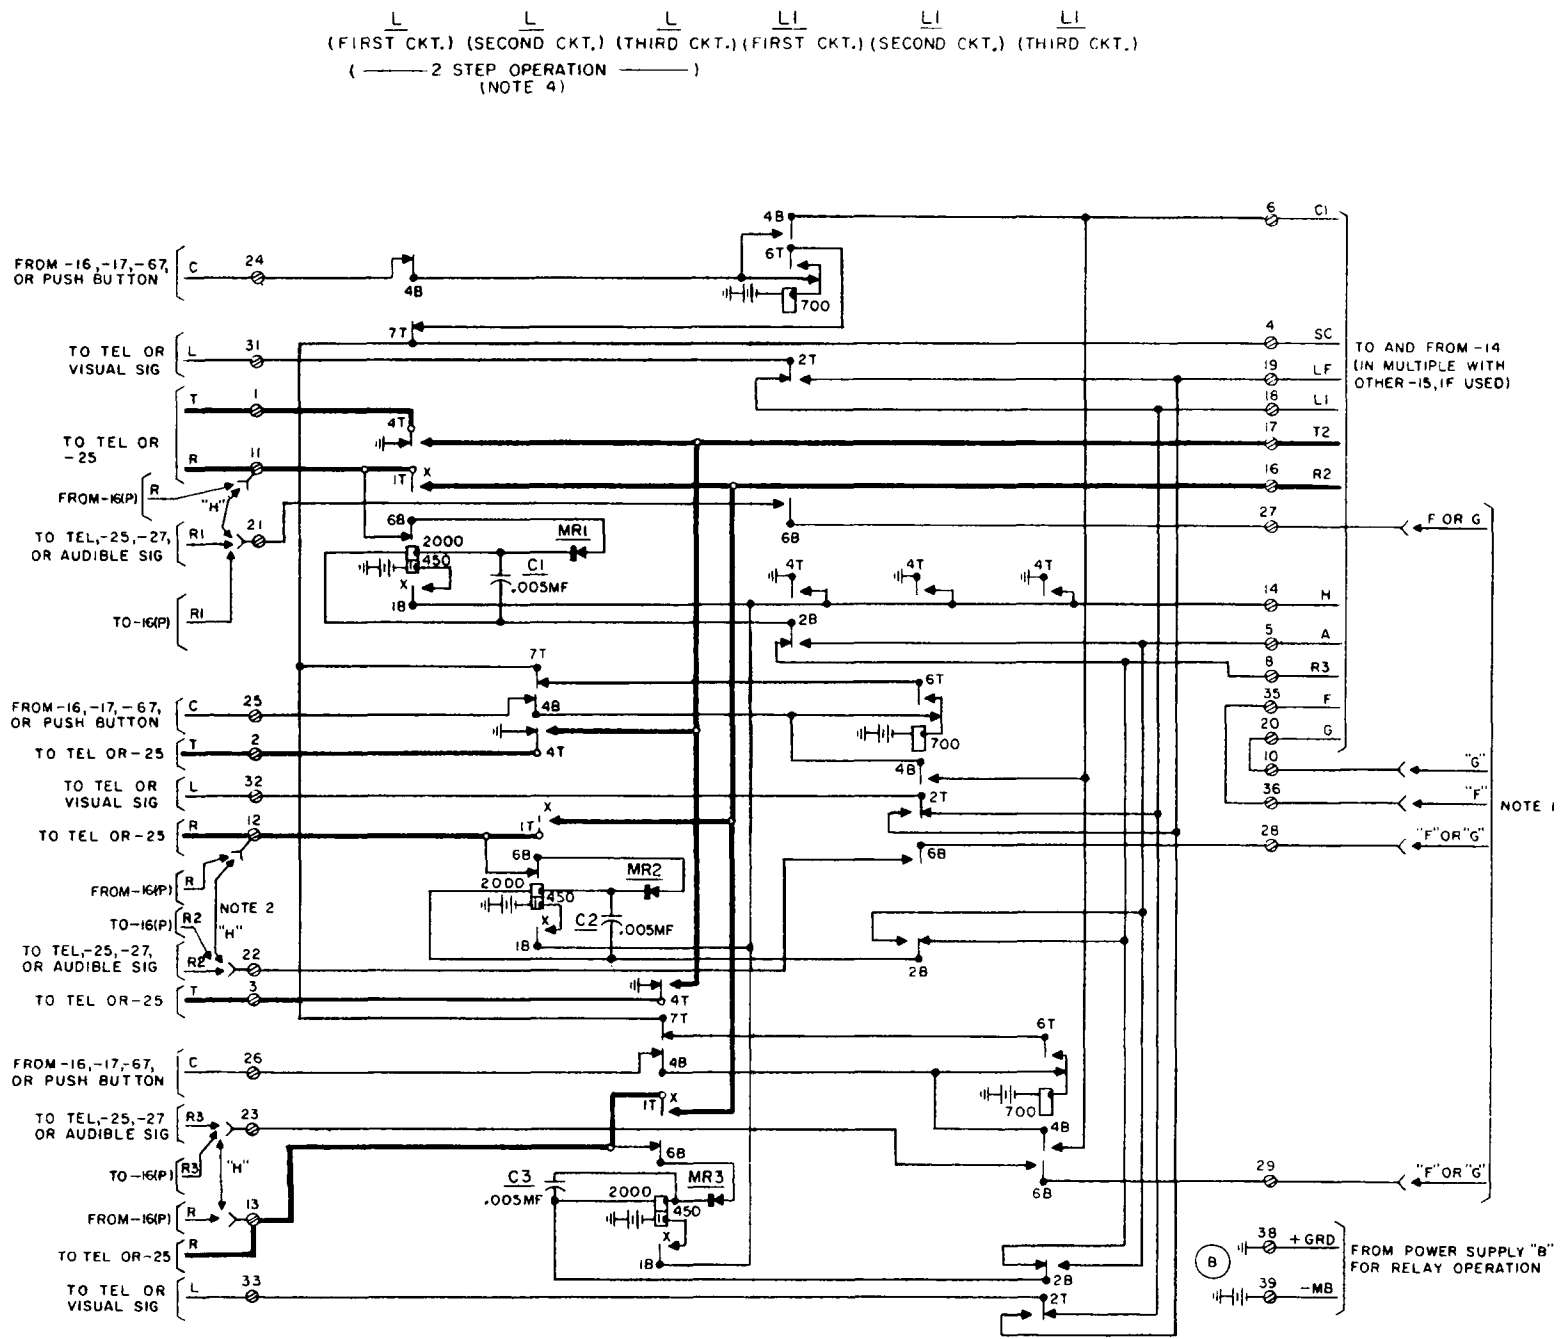 L L L L1 L1 L1
(FIRST CKT.) (SECOND CKT.) (THIRD CKT.) (FIRST CKT.) (SECOND CKT.) (THIRD CKT.)
( 2 STEP OPERATION )
(NOTE 4)
4B 6 C1
FROM -16,-17,-67, C 24 6T
OR PUSH BUTTON 4B
700
7T 4 SC
TO TEL OR L 31 2T TO AND FROM -14
VISUAL SIG 19 LF (IN MULTIPLE WITH
OTHER -15, IF USED)
T 1 18 L1
4T 17 T2
TO TEL OR
-25
R 11 X 16 R2
1T
FROM-16(P) R "H"
27 F OR G
TO TEL,-25,-27, R1 21 6B 6B
OR AUDIBLE SIG 2000 MR1
450 C1 4T 4T 4T
X .005MF
1B 14 H
TO-16(P) R1 2B 5 A
8 R3
7T 6T
35 F
FROM-16,-17,-67, C 25 4B
OR PUSH BUTTON
20 G
TO TEL OR-25 T 2 4T 700
4B 10 "G"
TO TEL OR L 32 2T 36 "F" NOTE 1
VISUAL SIG X
TO TEL OR-25 R 12 1T 28 "F"OR"G"
6B 6B
FROM-16(P) R 2000 MR2
450
NOTE 2
TO-16(P) R2 "H" X C2 .005MF
1B
TO TEL,-25,-27, R2 22 2B
OR AUDIBLE SIG
TO TEL OR-25 T 3 4T
7T 6T
FROM-16,-17,-67, C 26 4B
OR PUSH BUTTON
X 700
TO TEL,-25,-27 R3 23 1T
OR AUDIBLE SIG 4B
6B
TO-16(P) R3 "H" C3 MR3 6B 29 "F"OR"G"
.005MF 2000
FROM-16(P) R 13 450
X 38 +GRD
TO TEL OR-25 R 1B B FROM POWER SUPPLY "B"
FOR RELAY OPERATION
2B
TO TEL OR L 33 2T 39 -MB
VISUAL SIG